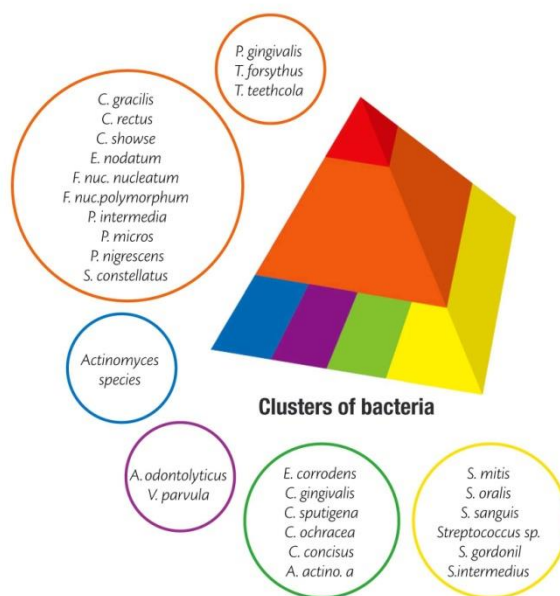 P. gingivalis
T. forsythus
T. teethcola
C. gracilis
C. rectus
C. showse
E. nodatum
F. nuc. nucleatum
F. nuc.polymorphum
P. intermedia
P. micros
P. nigrescens
S. constellatus
Actinomyces
species
Clusters of bacteria
A. odontolyticus
V. parvula
E. corrodens
C. gingivalis
C. sputigena
C. ochracea
C. concisus
A. actino. a
S. mitis
S. oralis
S. sanguis
Streptococcus sp.
S. gordonil
S.intermedius